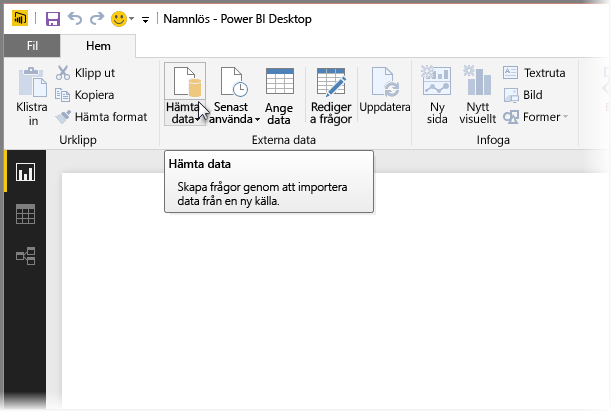 Namnlös - Power BI Desktop
Fil
Hem
Klistra
in
Klipp ut
Kopiera
Hämta format
Urklipp
Hämta
data
Senast
använda
Ange
data
Rediger
a frågor
Uppdatera
Externa data
Ny
sida
Nytt
visuellt
Textruta
Bild
Former
Infoga
Hämta data
Skapa frågor genom att importera
data från en ny källa.